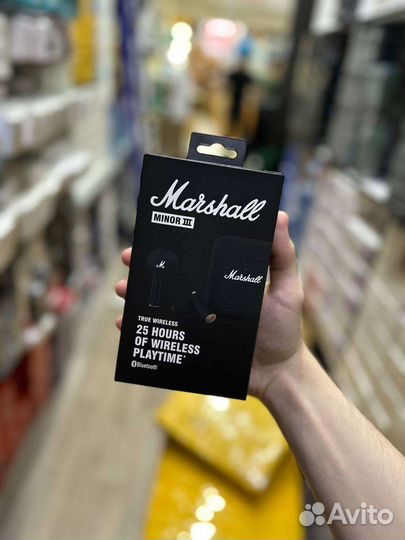 Marshall
MINOR III
M
Marshall
TRUE WIRELESS
25 HOURS
OF WIRELESS
PLAYTIME*
Bluetooth®
Avito